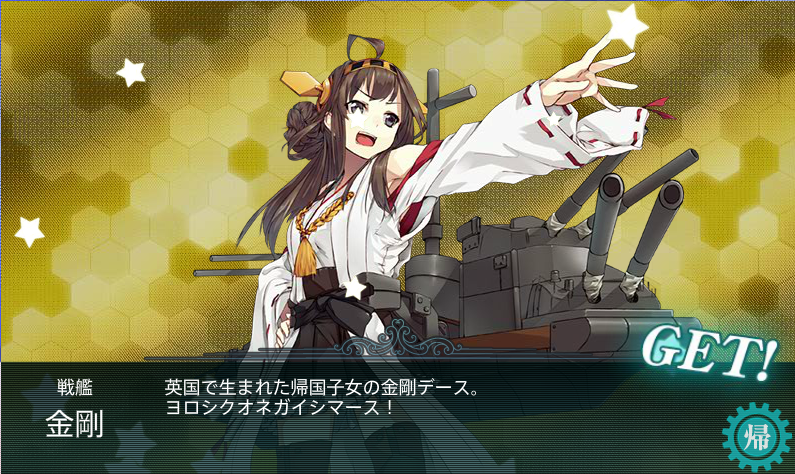 GET!
戦艦
金剛
英国で生まれた帰国子女の金剛デース。
ヨロシクオネガイシマース！
帰